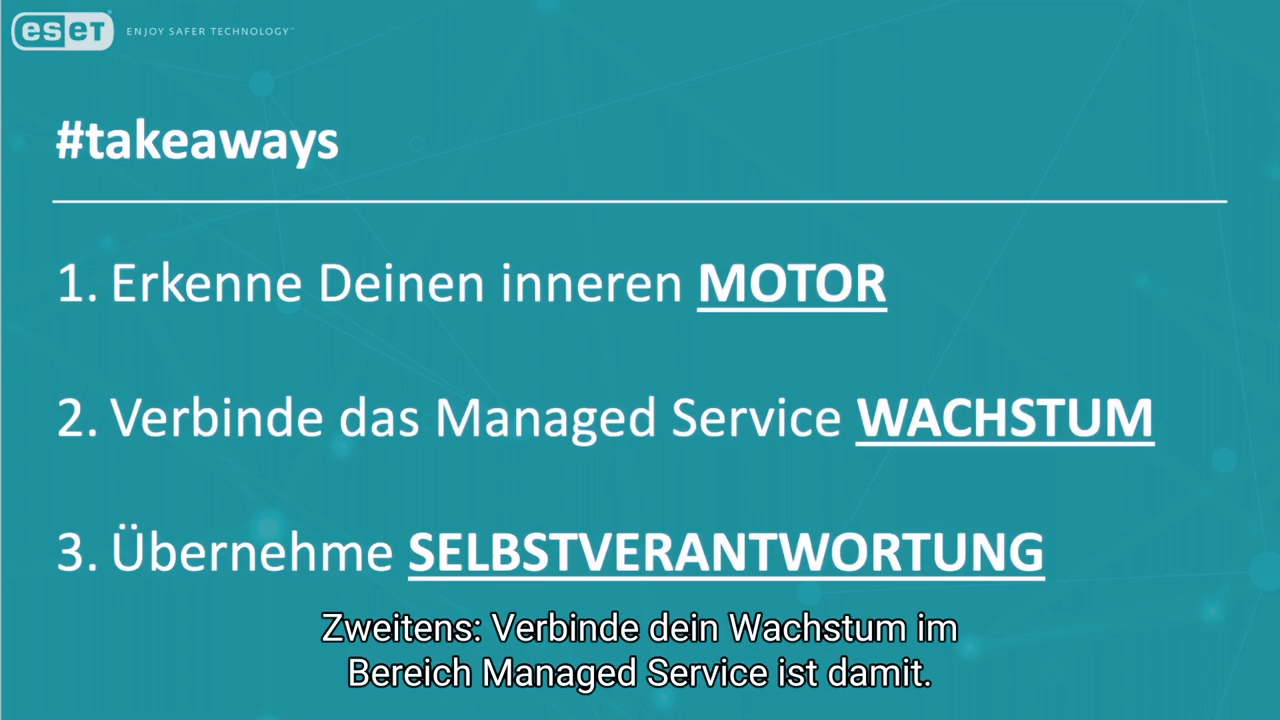 eseT ENJOY SAFER TECHNOLOGY™
#takeaways
1. Erkenne Deinen inneren MOTOR
2. Verbinde das Managed Service WACHSTUM
3. Übernehme SELBSTVERANTWORTUNG
Zweitens: Verbinde dein Wachstum im
Bereich Managed Service ist damit.